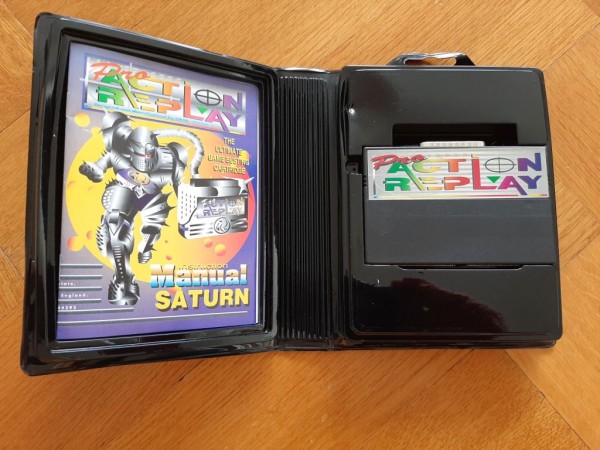 Pro
ACTION
REPLAY
THE
ULTIMATE
GAME BUSTING
CARTRIDGE
ACTION
REPLAY
Instruction
Manual
SATURN
England.
Pro
ACTION
REPLAY